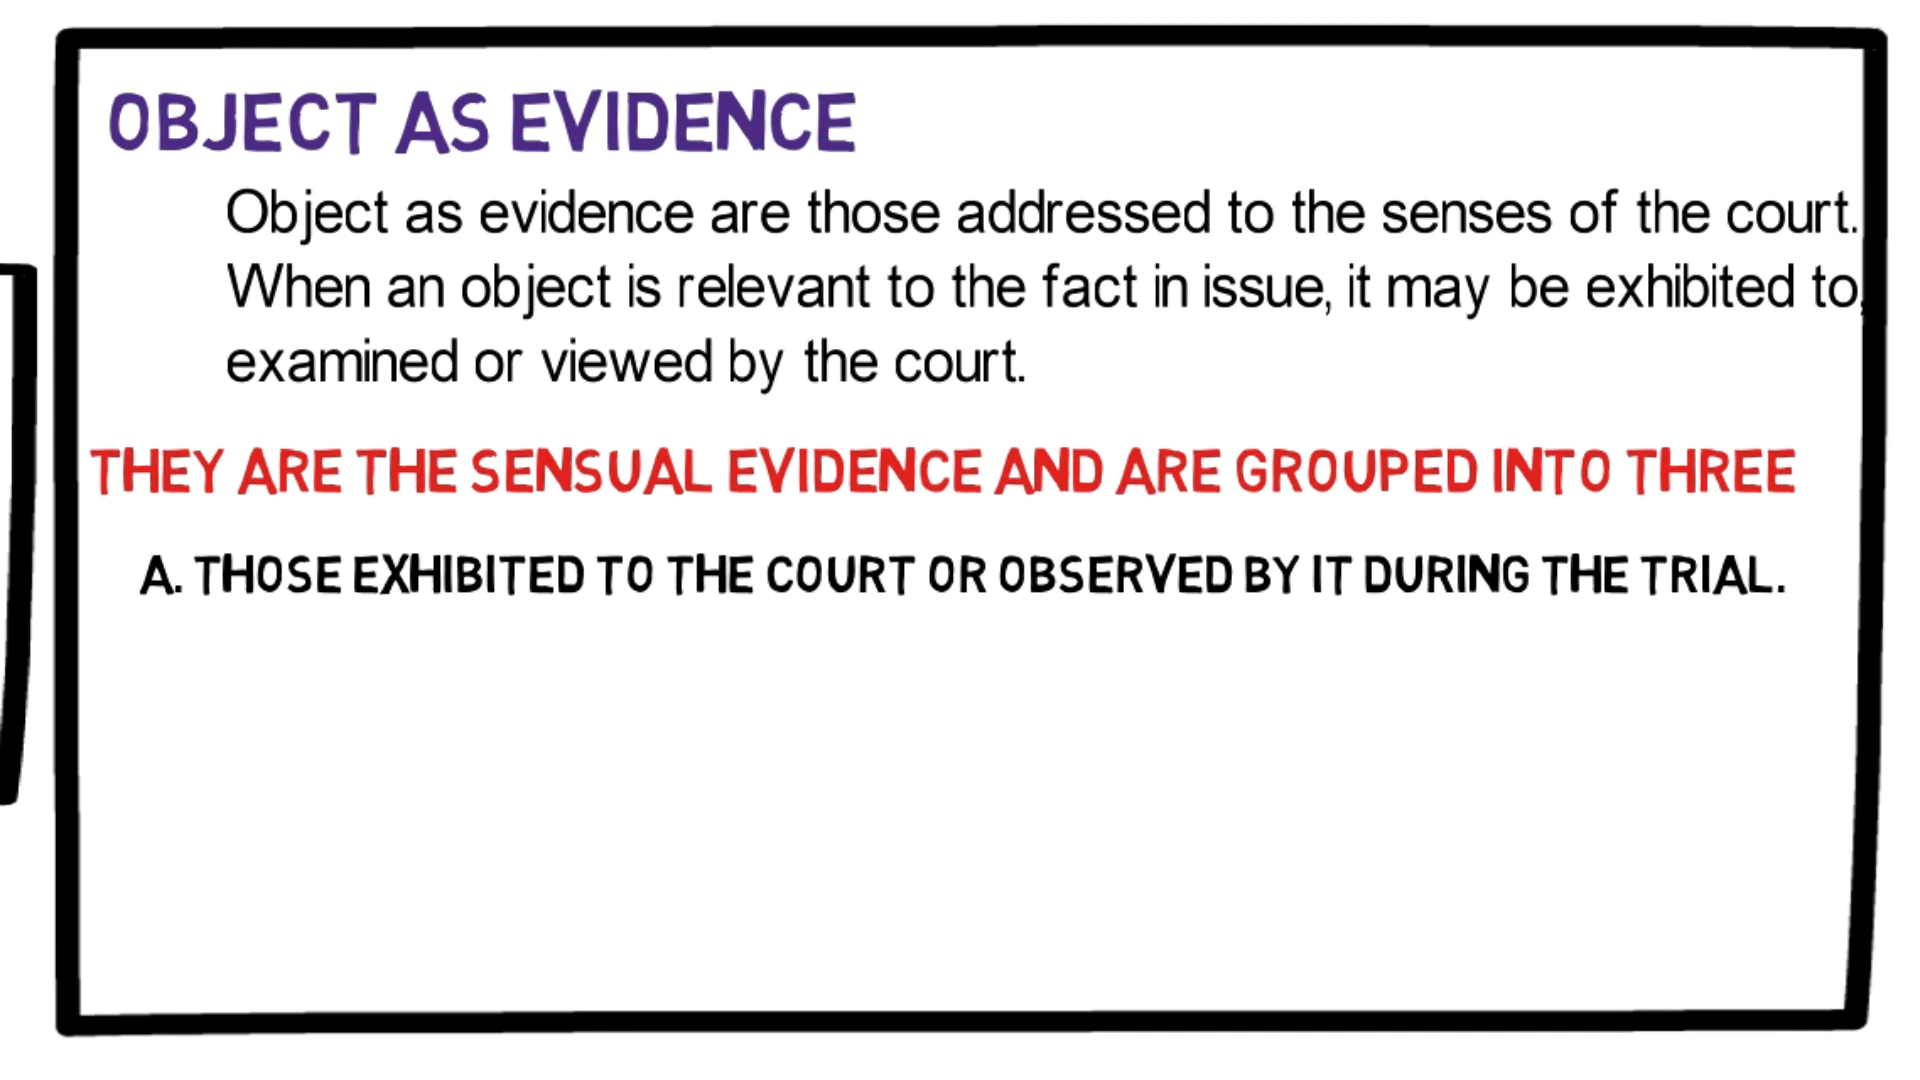 OBJECT AS EVIDENCE
Object as evidence are those addressed to the senses of the court.
When an object is relevant to the fact in issue, it may be exhibited to,
examined or viewed by the court.
THEY ARE THE SENSUAL EVIDENCE AND ARE GROUPED INTO THREE
A. THOSE EXHIBITED TO THE COURT OR OBSERVED BY IT DURING THE TRIAL.